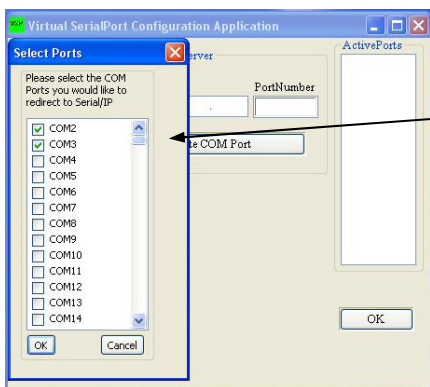 VSP Virtual SerialPort Configuration Application
Select Ports
erver
ActivePorts
Please select the COM
Ports you would like to
redirect to Serial/IP
PortNumber
.
te COM Port
COM2
COM3
COM4
COM5
COM6
COM7
COM8
COM9
COM10
COM11
COM12
COM13
COM14
OK
Cancel
OK